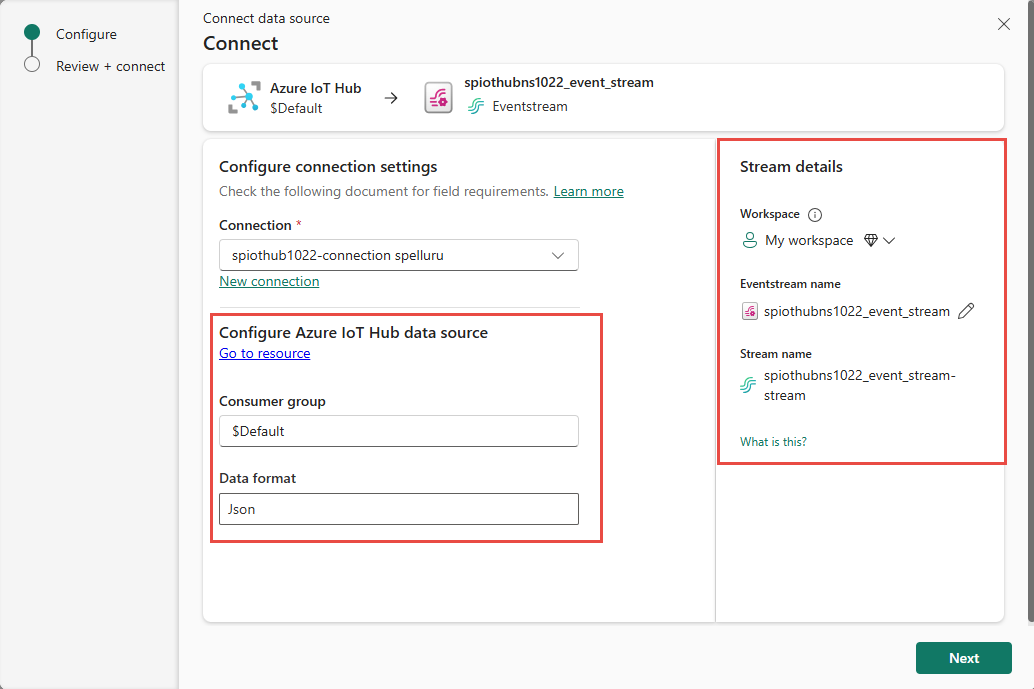 Configure
Review + connect
Connect data source
Connect
Azure IoT Hub
$Default
spiothubns1022_event_stream
Eventstream
Configure connection settings
Check the following document for field requirements. Learn more
Connection *
spiothub1022-connection spelluru
New connection
Configure Azure IoT Hub data source
Go to resource
Consumer group
$Default
Data format
Json
Stream details
Workspace
My workspace
Eventstream name
spiothubns1022_event_stream
Stream name
spiothubns1022_event_stream-
stream
What is this?
Next